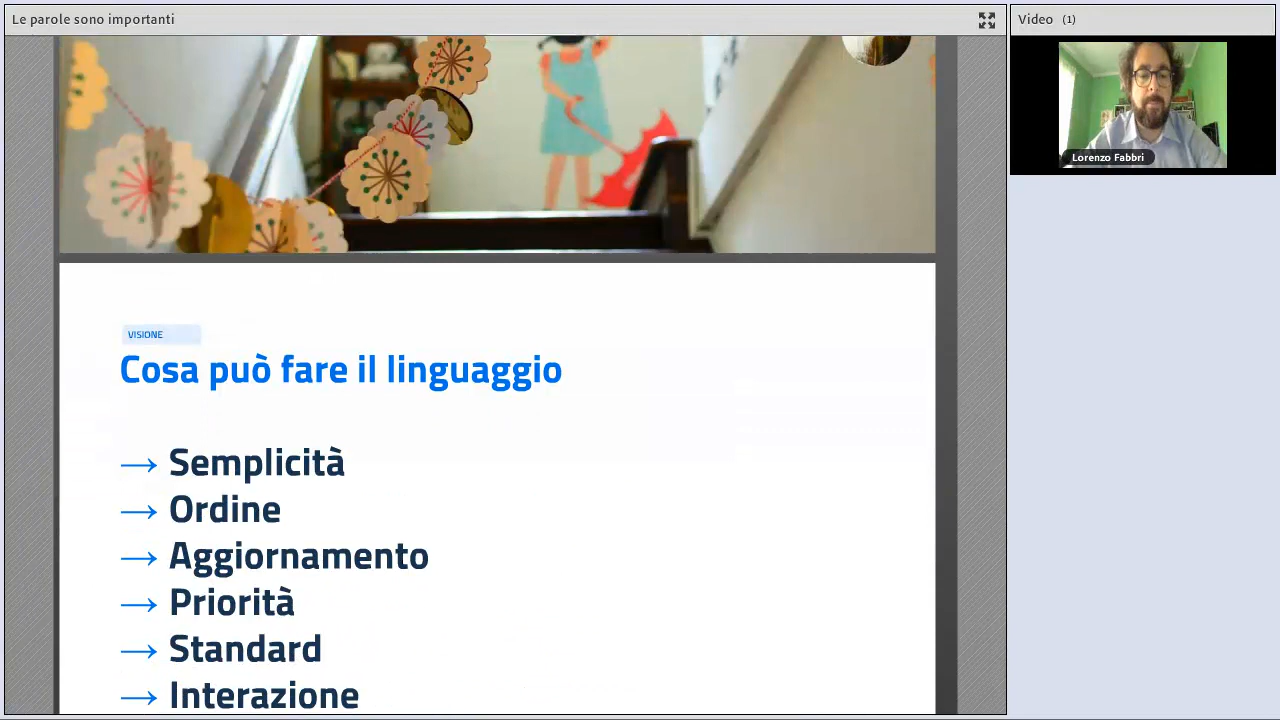 Le parole sono importanti
Video (1)
Lorenzo Fabbri
VISIONE
Cosa può fare il linguaggio
→ Semplicità
→ Ordine
→ Aggiornamento
→ Priorità
→ Standard
→ Interazione